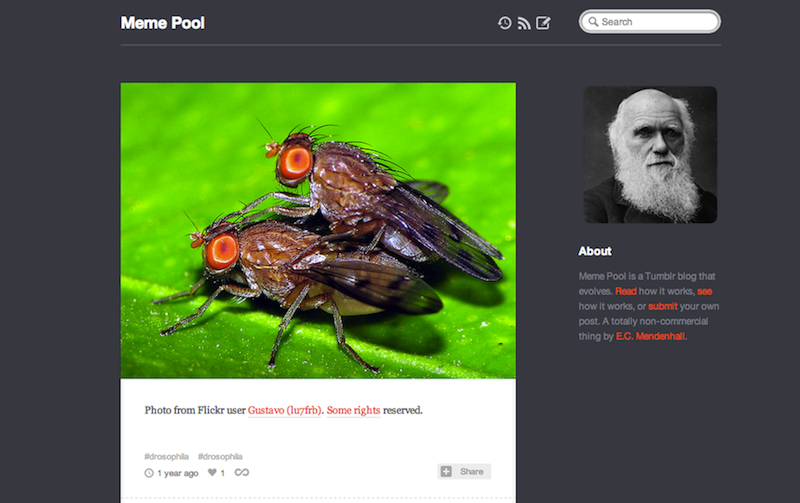 Meme Pool
Search
About
Meme Pool is a Tumblr blog that
evolves. Read how it works, see
how it works, or submit your own
post. A totally non-commercial
thing by E.C. Mendenhall.
Photo from Flickr user Gustavo (lu7frb). Some rights reserved.
#drosophila #drosophila
1 year ago 1
Share